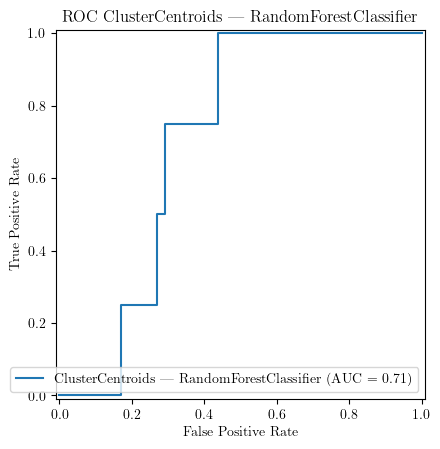 ROC ClusterCentroids — RandomForestClassifier
1.0
0.8
0.6
0.4
0.2
0.0
True Positive Rate
ClusterCentroids — RandomForestClassifier (AUC = 0.71)
0.0 0.2 0.4 0.6 0.8 1.0
False Positive Rate